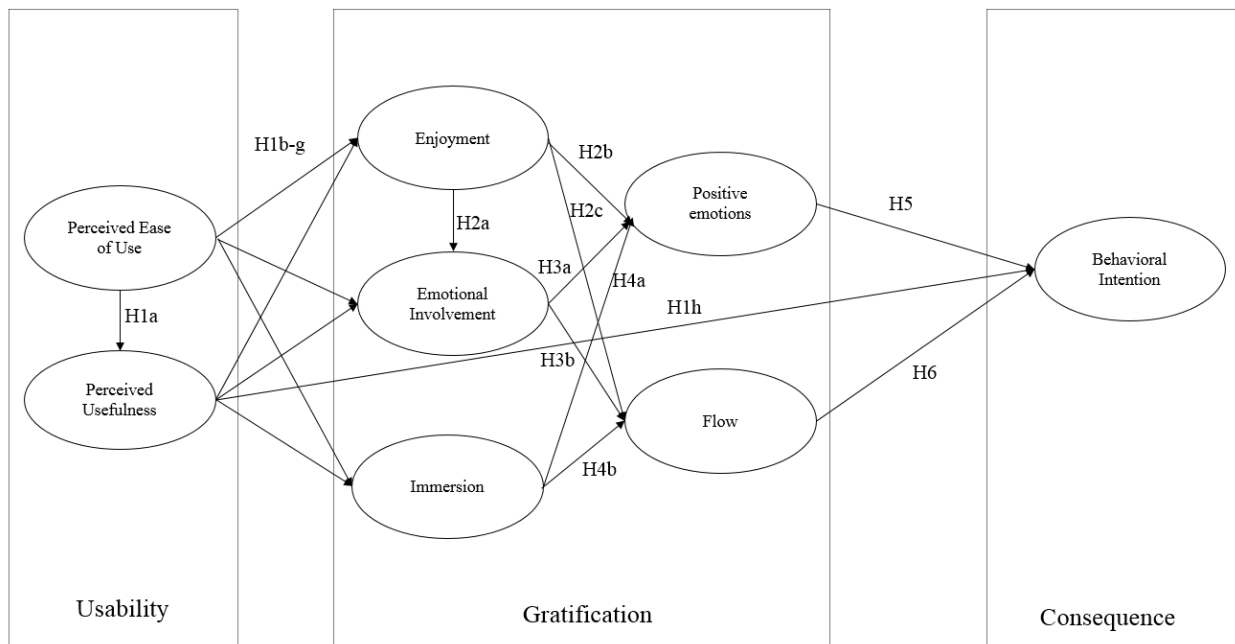 H1b-g
Enjoyment
H2b
Positive
emotions
H5
Perceived Ease
of Use
H2a
H2c
Behavioral
Intention
H3a
H4a
Emotional
Involvement
H1h
H1a
H3b
Perceived
Usefulness
H6
Flow
H4b
Immersion
Usability
Gratification
Consequence